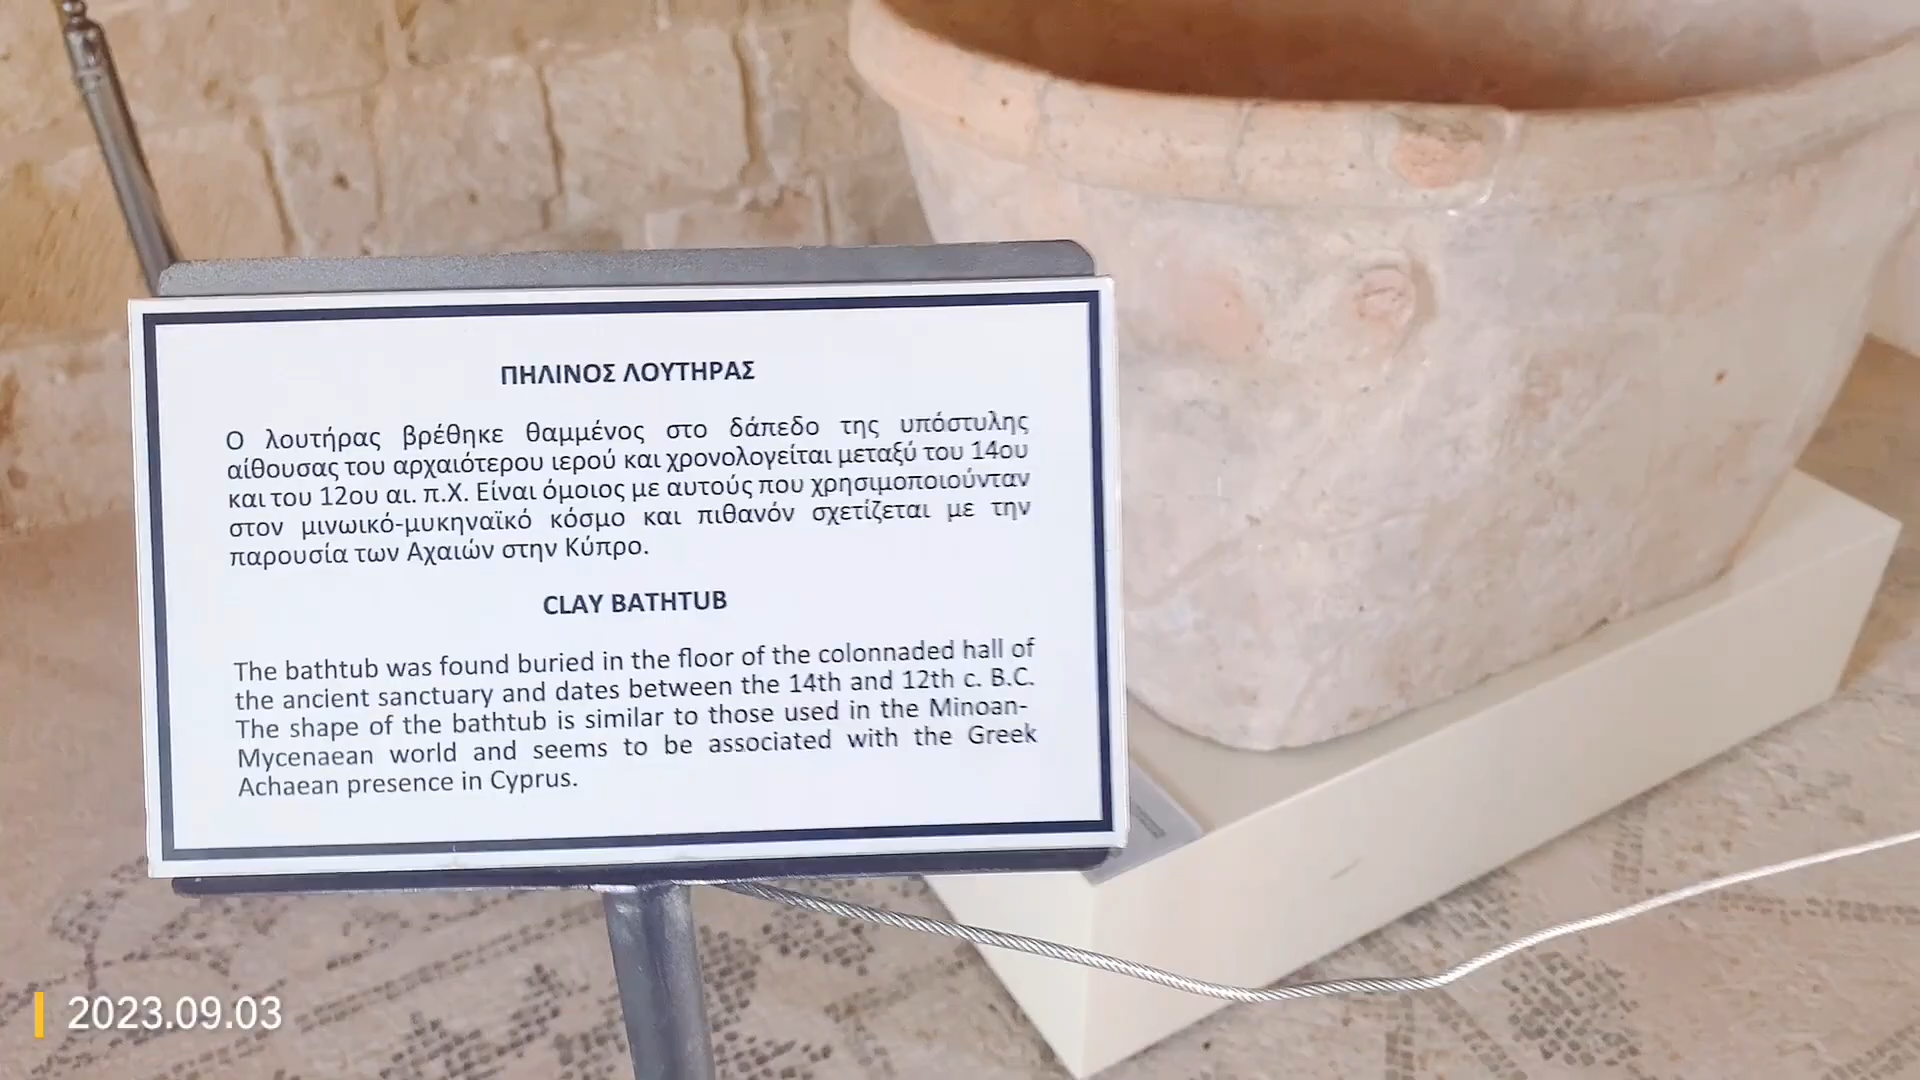 ΠΗΛΙΝΟΣ ΛΟΥΤΗΡΑΣ
Ο λουτήρας βρέθηκε θαμμένος στο δάπεδο της υπόστυλης
αίθουσας του αρχαιότερου ιερού και χρονολογείται μεταξύ του 14ου
και του 12ου αι. π.Χ. Είναι όμοιος με αυτούς που χρησιμοποιούνταν
στον μινωικό-μυκηναϊκό κόσμο και πιθανόν σχετίζεται με την
παρουσία των Αχαιών στην Κύπρο.
CLAY BATHTUB
The bathtub was found buried in the floor of the colonnaded hall of
the ancient sanctuary and dates between the 14th and 12th c. B.C.
The shape of the bathtub is similar to those used in the Minoan-
Mycenaean world and seems to be associated with the Greek
Achaean presence in Cyprus.
2023.09.03